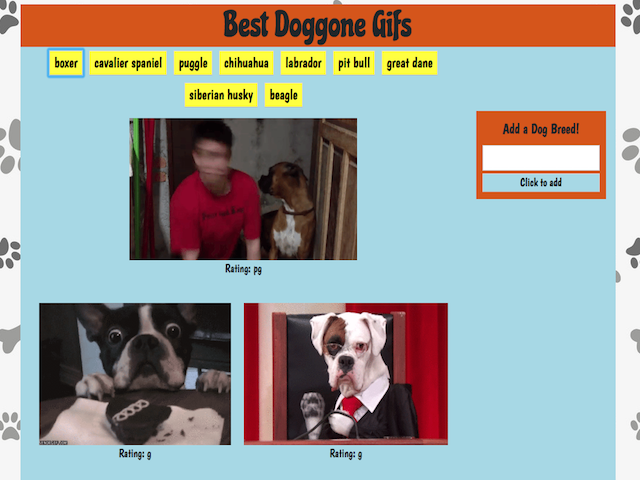 Best Doggone Gifs
boxer cavalier spaniel puggle chihuahua labrador pit bull great dane
siberian husky beagle
Add a Dog Breed!
Click to add
Rating: pg
Rating: g Rating: g